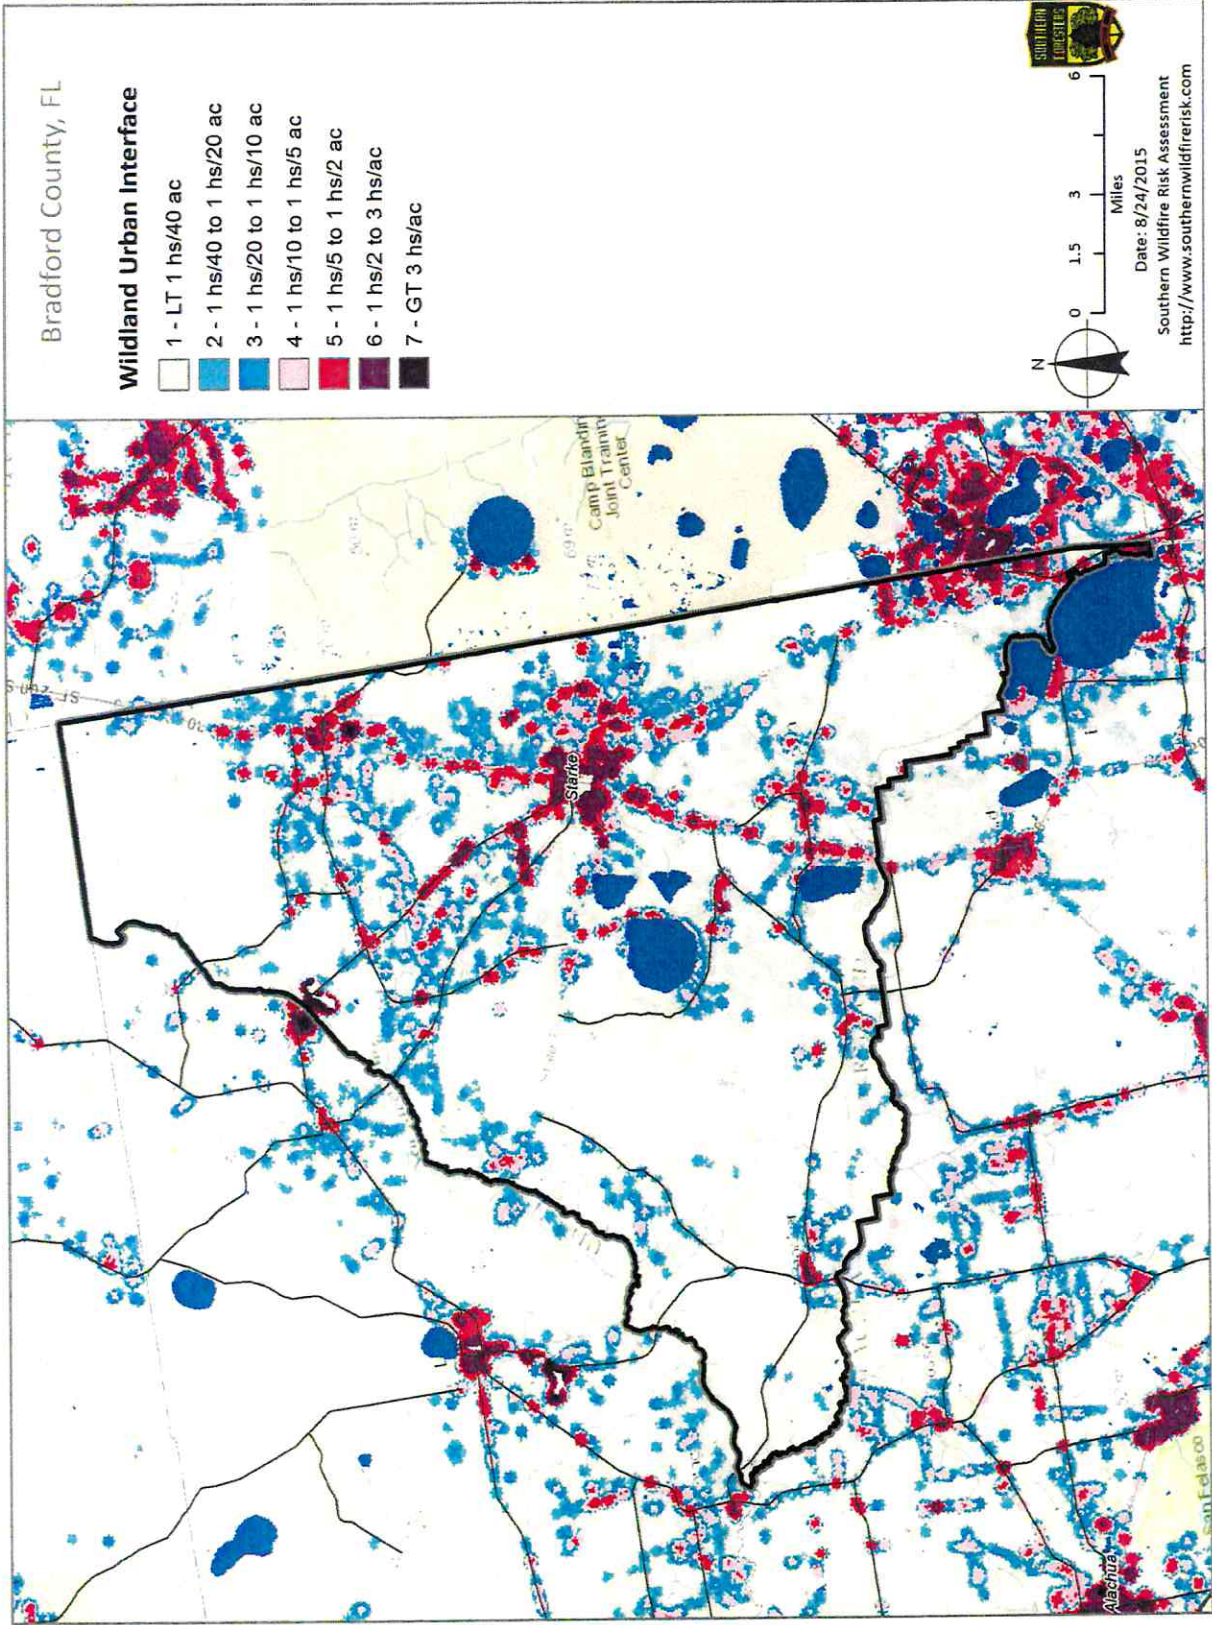 Bradford County, FL
Wildland Urban Interface
1 - LT 1 hs/40 ac
2 - 1 hs/40 to 1 hs/20 ac
3 - 1 hs/20 to 1 hs/10 ac
4 - 1 hs/10 to 1 hs/5 ac
5 - 1 hs/5 to 1 hs/2 ac
6 - 1 hs/2 to 3 hs/ac
7 - GT 3 hs/ac
Camp Blandin
Joint Trainin
Center
Starke
Alachua
San Felasco
N
0 1.5 3 6
Miles
SOUTHERN
FORESTERS
Date: 8/24/2015
Southern Wildfire Risk Assessment
http://www.southernwildfirerisk.com